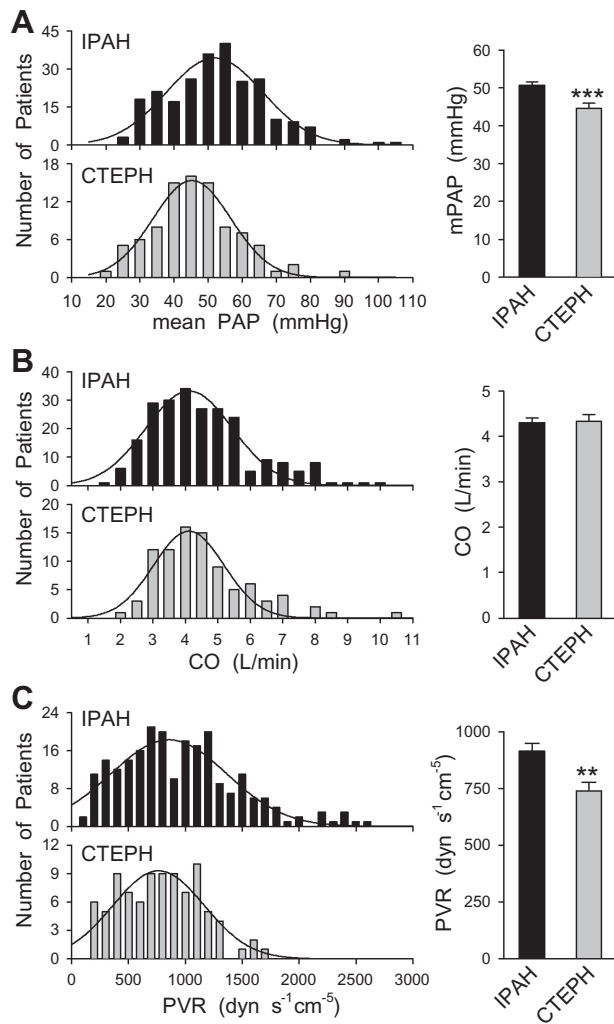 A
IPAH
45
30
15
0
CTEPH
18
12
6
0
Number of Patients
10 20 30 40 50 60 70 80 90 100 110
mean PAP (mmHg)
60
50
40
30
20
10
0
mPAP (mmHg)
***
IPAH
CTEPH
B
IPAH
40
30
20
10
0
CTEPH
20
15
10
5
0
Number of Patients
1 2 3 4 5 6 7 8 9 10 11
CO (L/min)
5
4
3
2
1
0
CO (L/min)
IPAH
CTEPH
C
IPAH
24
18
12
6
0
CTEPH
12
9
6
3
0
Number of Patients
0 500 1000 1500 2000 2500 3000
PVR (dyn s⁻¹cm⁻⁵)
1000
750
500
250
0
PVR (dyn s⁻¹cm⁻⁵)
**
IPAH
CTEPH